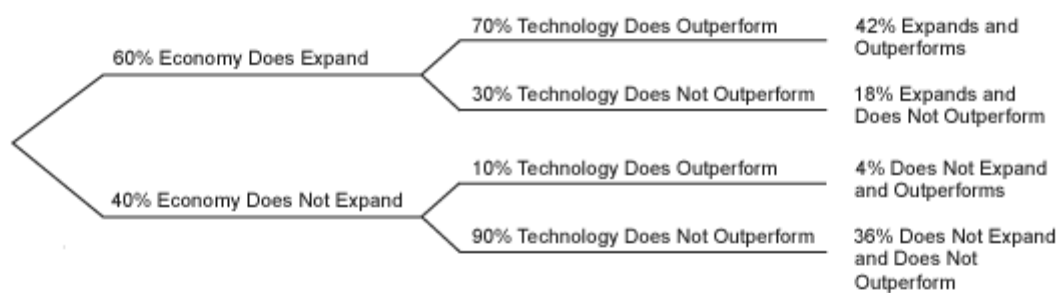 70% Technology Does Outperform
42% Expands and
Outperforms
60% Economy Does Expand
30% Technology Does Not Outperform
18% Expands and
Does Not Outperform
10% Technology Does Outperform
4% Does Not Expand
and Outperforms
40% Economy Does Not Expand
90% Technology Does Not Outperform
36% Does Not Expand
and Does Not
Outperform